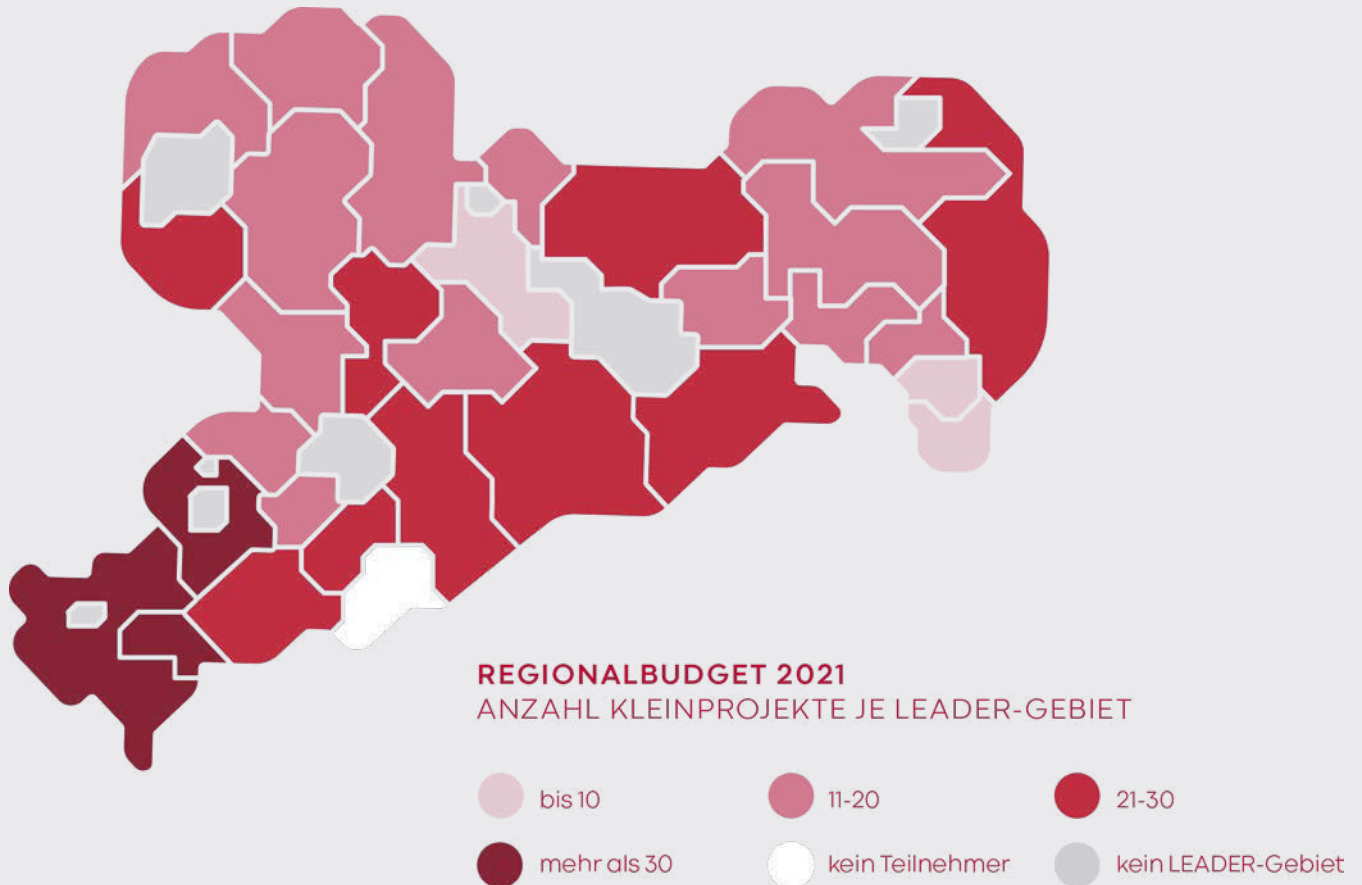 REGIONALBUDGET 2021
ANZAHL KLEINPROJEKTE JE LEADER-GEBIET
bis 10
11-20
21-30
mehr als 30
kein Teilnehmer
kein LEADER-Gebiet